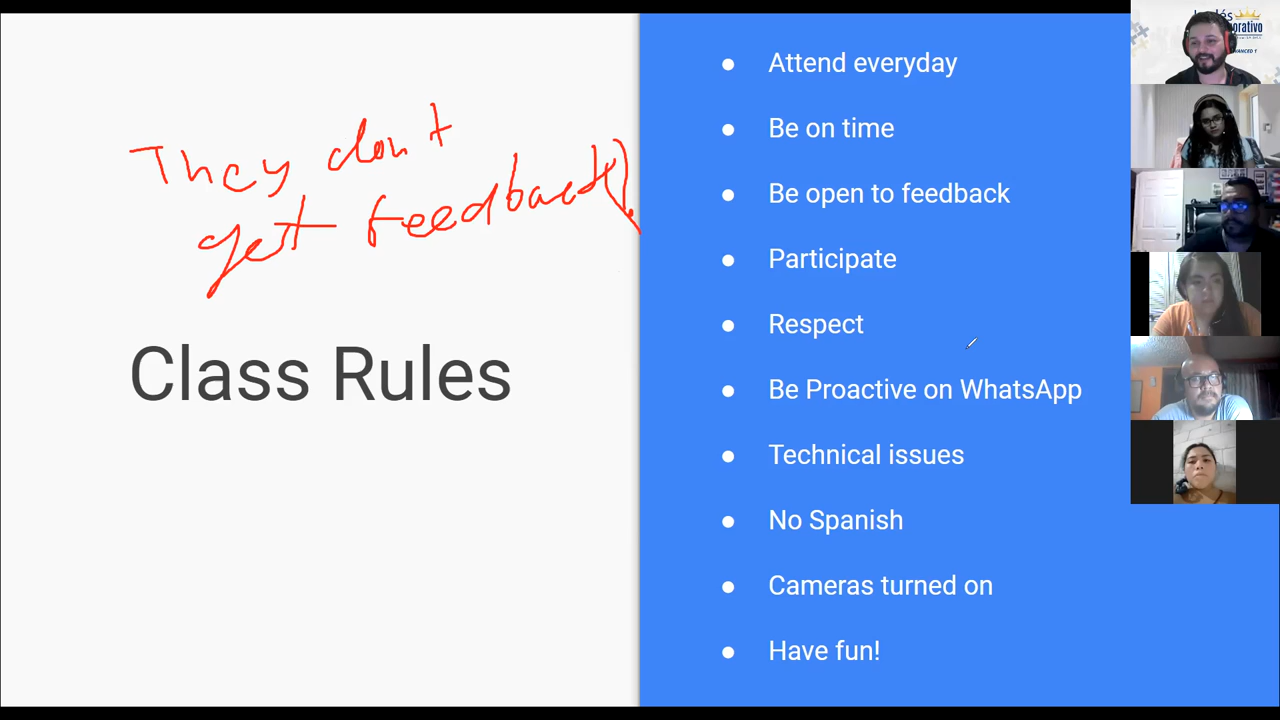 They don't
get feedback
Class Rules
Attend everyday
Be on time
Be open to feedback
Participate
Respect
Be Proactive on WhatsApp
Technical issues
No Spanish
Cameras turned on
Have fun!